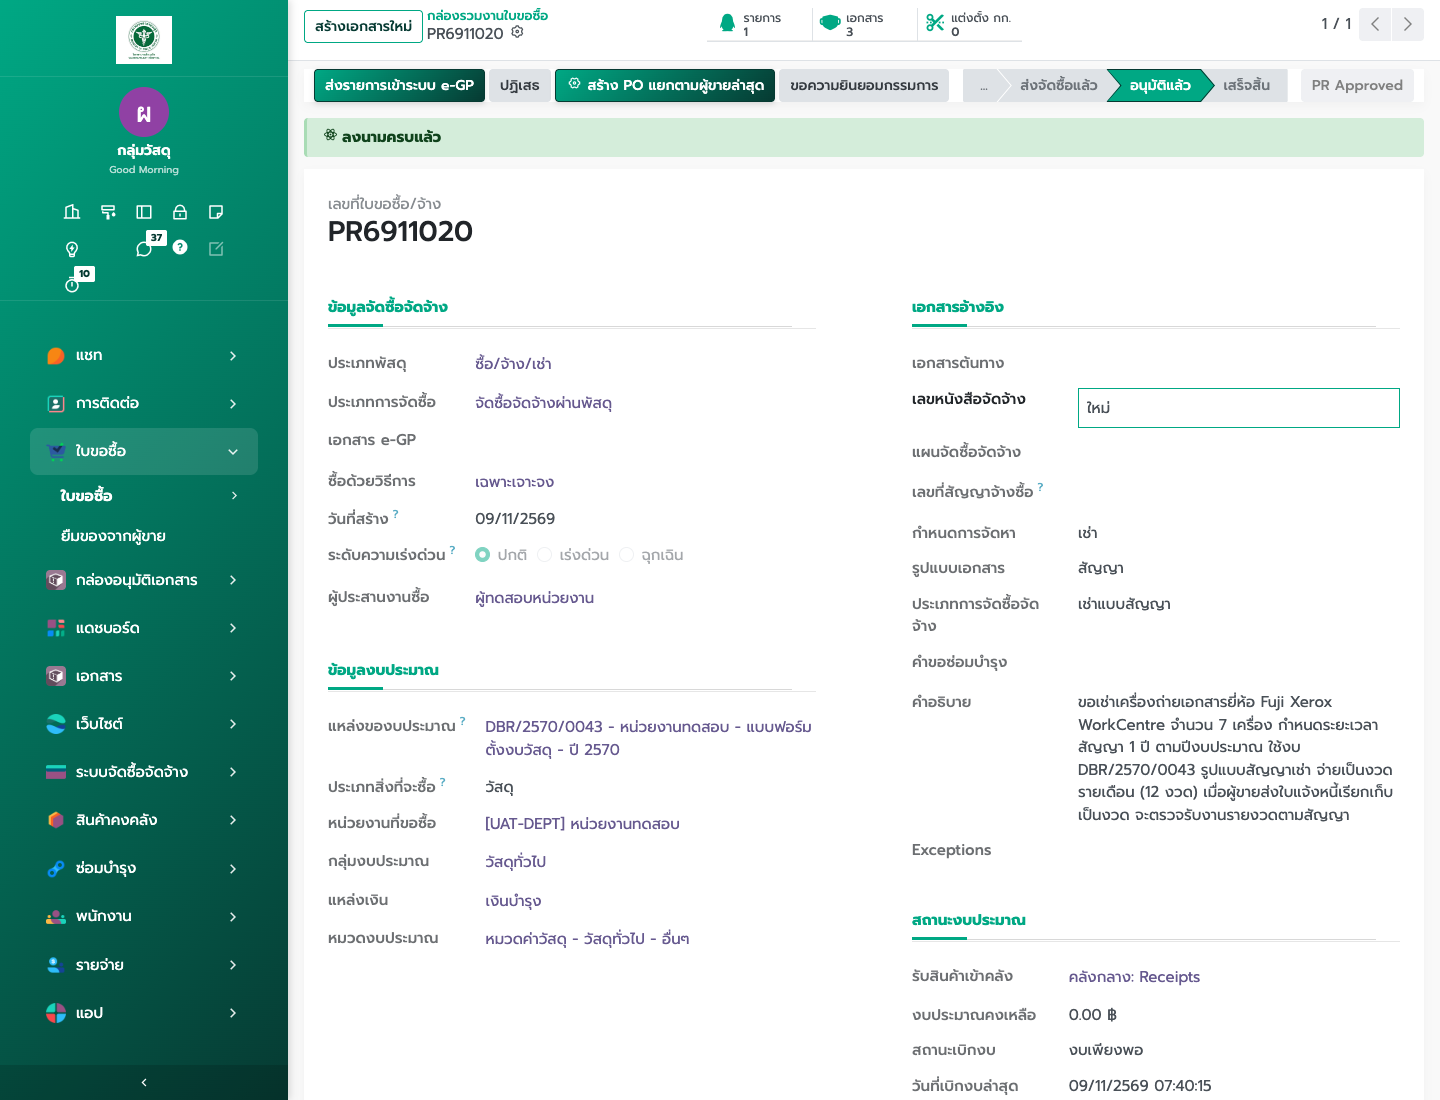 สร้างเอกสารใหม่
กล่องรวมงานใบขอซื้อ
PR6911020
รายการ
1
เอกสาร
3
แต่งตั้ง กก.
0
1 / 1
ส่งรายการเข้าระบบ e-GP
ปฏิเสธ
สร้าง PO แยกตามผู้ขายล่าสุด
ขอความยินยอมกรรมการ
...
ส่งจัดซื้อแล้ว
อนุมัติแล้ว
เสร็จสิ้น
PR Approved
ลงนามครบแล้ว
ผ
กลุ่มวัสดุ
Good Morning
37
10
แชท
การติดต่อ
ใบขอซื้อ
ใบขอซื้อ
ยืมของจากผู้ขาย
กล่องอนุมัติเอกสาร
แดชบอร์ด
เอกสาร
เว็บไซต์
ระบบจัดซื้อจัดจ้าง
สินค้าคงคลัง
ซ่อมบำรุง
พนักงาน
รายจ่าย
แอป
เลขที่ใบขอซื้อ/จ้าง
PR6911020
ข้อมูลจัดซื้อจัดจ้าง
ประเภทพัสดุ ซื้อ/จ้าง/เช่า
ประเภทการจัดซื้อ จัดซื้อจัดจ้างผ่านพัสดุ
เอกสาร e-GP
ซื้อด้วยวิธีการ เฉพาะเจาะจง
วันที่สร้าง ? 09/11/2569
ระดับความเร่งด่วน ? ปกติ เร่งด่วน ฉุกเฉิน
ผู้ประสานงานซื้อ ผู้ทดสอบหน่วยงาน
ข้อมูลงบประมาณ
แหล่งของบประมาณ ? DBR/2570/0043 - หน่วยงานทดสอบ - แบบฟอร์ม
ตั้งงบวัสดุ - ปี 2570
ประเภทสิ่งที่จะซื้อ ? วัสดุ
หน่วยงานที่ขอซื้อ [UAT-DEPT] หน่วยงานทดสอบ
กลุ่มงบประมาณ วัสดุทั่วไป
แหล่งเงิน เงินบำรุง
หมวดงบประมาณ หมวดค่าวัสดุ - วัสดุทั่วไป - อื่นๆ
เอกสารอ้างอิง
เอกสารต้นทาง
เลขหนังสือจัดจ้าง ใหม่
แผนจัดซื้อจัดจ้าง
เลขที่สัญญาจ้างซื้อ ?
กำหนดการจัดหา เช่า
รูปแบบเอกสาร สัญญา
ประเภทการจัดซื้อจัด เช่าแบบสัญญา
จ้าง
คำขอซ่อมบำรุง
คำอธิบาย ขอเช่าเครื่องถ่ายเอกสารยี่ห้อ Fuji Xerox
WorkCentre จำนวน 7 เครื่อง กำหนดระยะเวลา
สัญญา 1 ปี ตามปีงบประมาณ ใช้งบ
DBR/2570/0043 รูปแบบสัญญาเช่า จ่ายเป็นงวด
รายเดือน (12 งวด) เมื่อผู้ขายส่งใบแจ้งหนี้เรียกเก็บ
เป็นงวด จะตรวจรับงานรายงวดตามสัญญา
Exceptions
สถานะงบประมาณ
รับสินค้าเข้าคลัง คลังกลาง: Receipts
งบประมาณคงเหลือ 0.00 ฿
สถานะเบิกงบ งบเพียงพอ
วันที่เบิกงบล่าสุด 09/11/2569 07:40:15